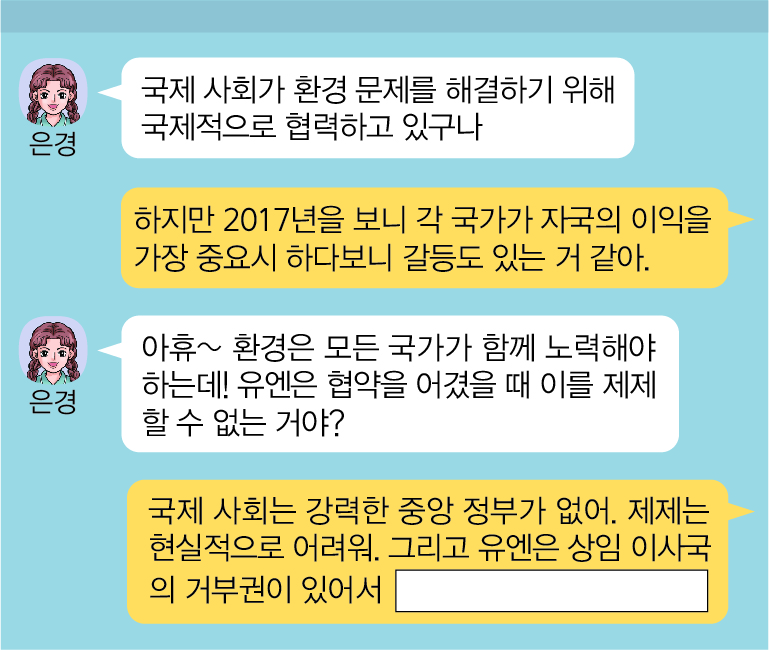 국제 사회가 환경 문제를 해결하기 위해
국제적으로 협력하고 있구나
은경
하지만 2017년을 보니 각 국가가 자국의 이익을
가장 중요시 하다보니 갈등도 있는 거 같아.
아휴~ 환경은 모든 국가가 함께 노력해야
하는데! 유엔은 협약을 어겼을 때 이를 제제
할 수 없는 거야?
은경
국제 사회는 강력한 중앙 정부가 없어. 제제는
현실적으로 어려워. 그리고 유엔은 상임 이사국
의 거부권이 있어서